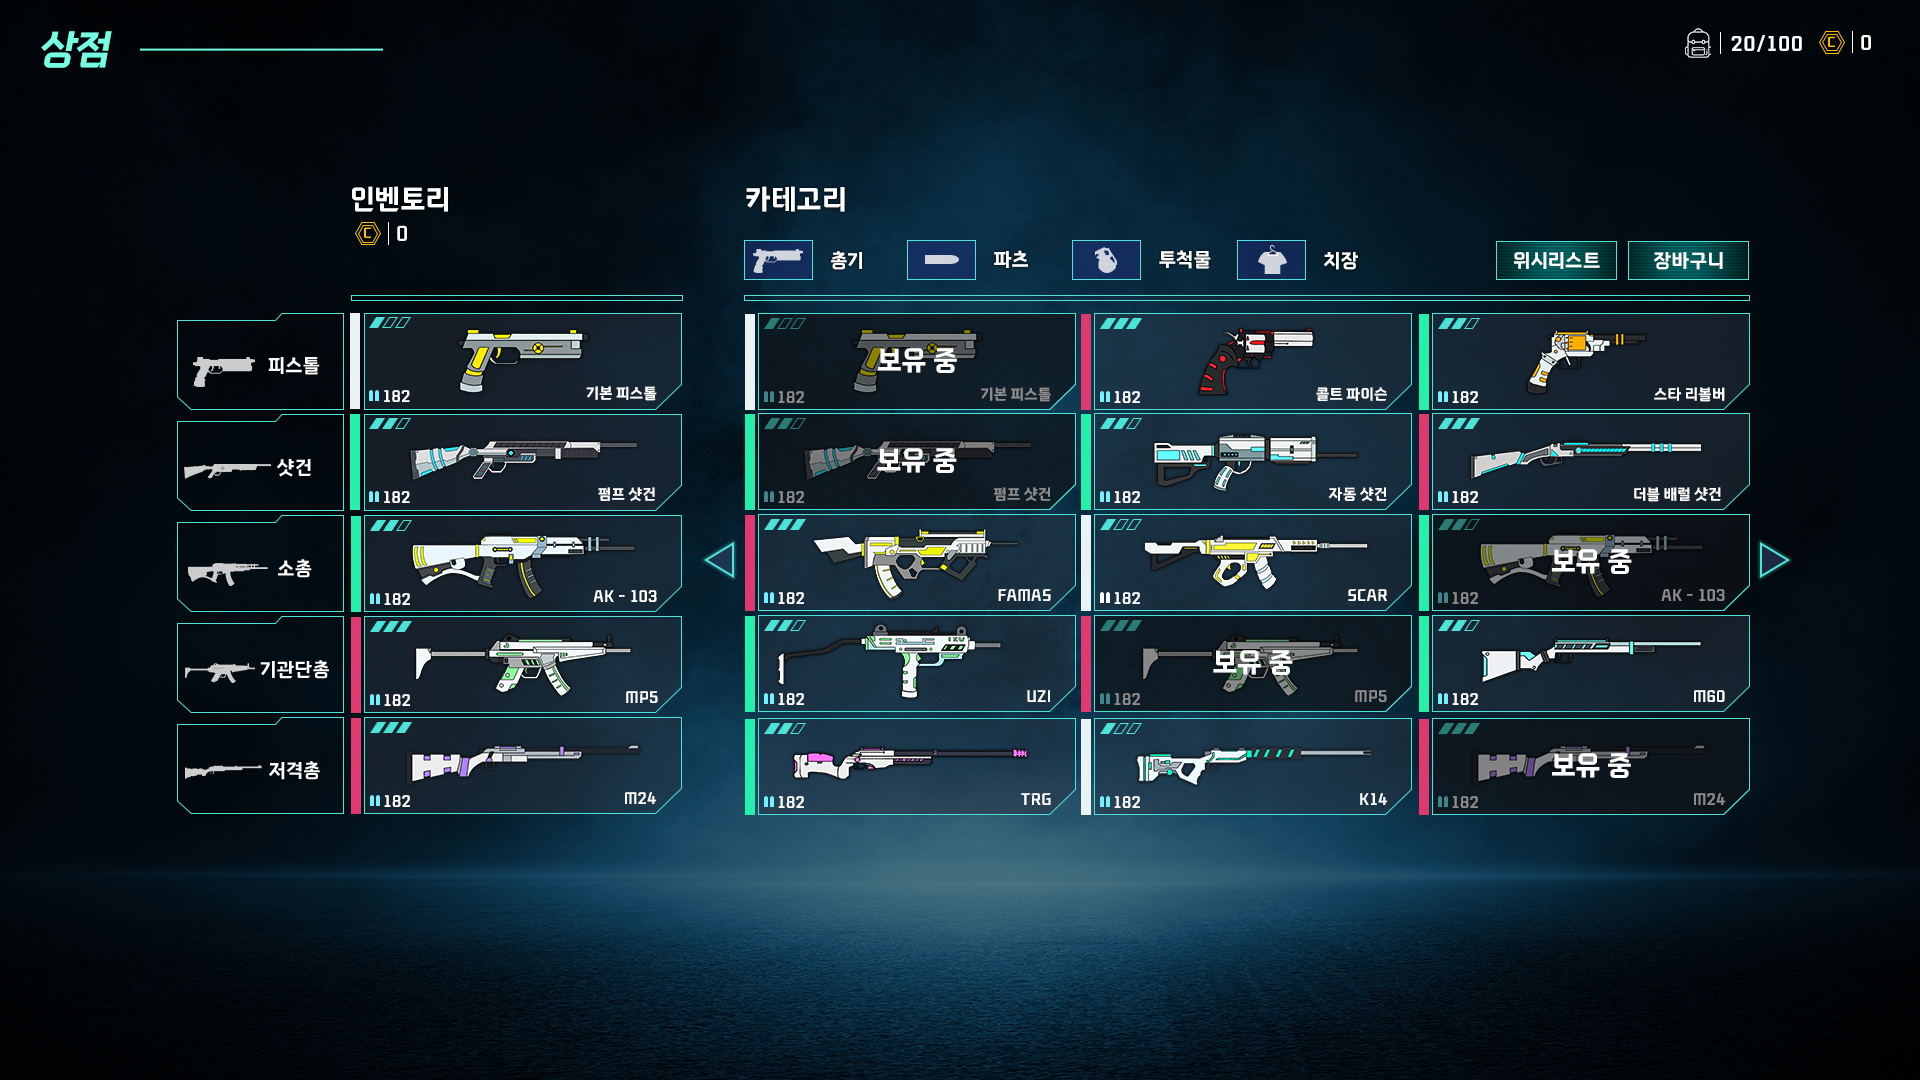 상점
20/100
0
인벤토리
0
카테고리
총기
파츠
투척물
치장
위시리스트
장바구니
피스톨
샷건
소총
기관단총
저격총
182
기본 피스톨
182
펌프 샷건
182
AK - 103
182
MP5
182
M24
보유 중
182
기본 피스톨
182
콜트 파이슨
182
스타 리볼버
보유 중
182
펌프 샷건
182
자동 샷건
182
더블 배럴 샷건
182
FAMAS
182
SCAR
보유 중
182
AK - 103
182
UZI
보유 중
182
MP5
182
M60
182
TRG
182
K14
보유 중
182
M24